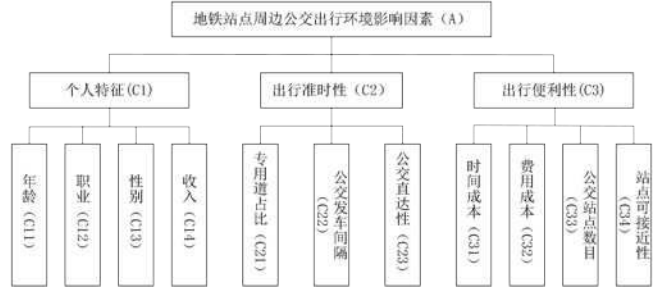 地铁站点周边公交出行环境影响因素（A）
个人特征(C1)
出行准时性（C2）
出行便利性(C3)
年龄（C11）
职业（C12）
性别（C13）
收入（C14）
专用道占比（C21）
公交发车间隔
（C22）
公交直达性（C23）
时间成本（C31）
费用成本（C32）
公交站点数目
（C33）
站点可接近性
（C34）